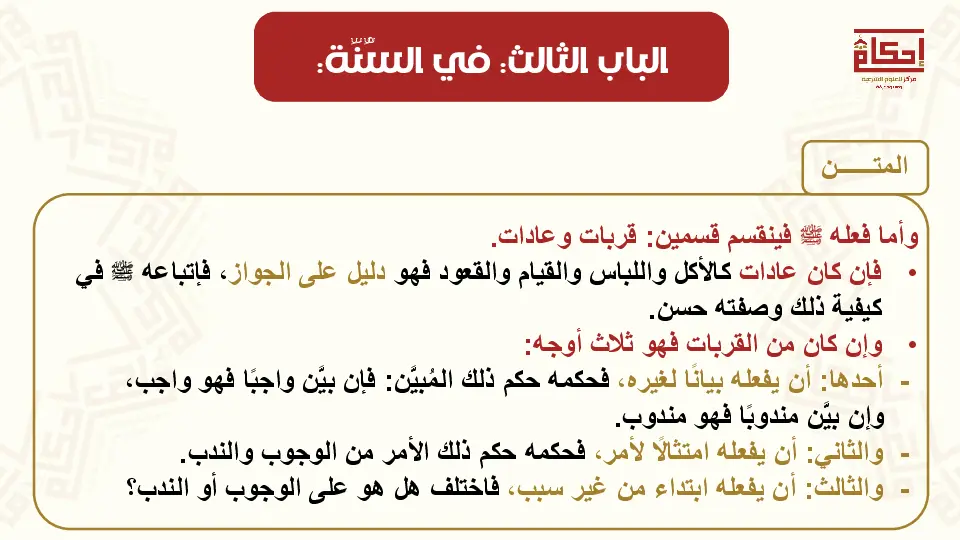 الباب الثالث: في السنّة:
إحكام
مركز للعلوم الشرعية
المتـــــن
وأما فعله ﷺ فينقسم قسمين: قربات وعادات.
• فإن كان عادات كالأكل واللباس والقيام والقعود فهو دليل على الجواز، فإتباعه ﷺ في
كيفية ذلك وصفته حسن.
• وإن كان من القربات فهو ثلاث أوجه:
- أحدها: أن يفعله بيانًا لغيره، فحكمه حكم ذلك المُبيَّن: فإن بيَّن واجبًا فهو واجب،
وإن بيَّن مندوبًا فهو مندوب.
- والثاني: أن يفعله امتثالًا لأمر، فحكمه حكم ذلك الأمر من الوجوب والندب.
- والثالث: أن يفعله ابتداء من غير سبب، فاختلف هل هو على الوجوب أو الندب؟